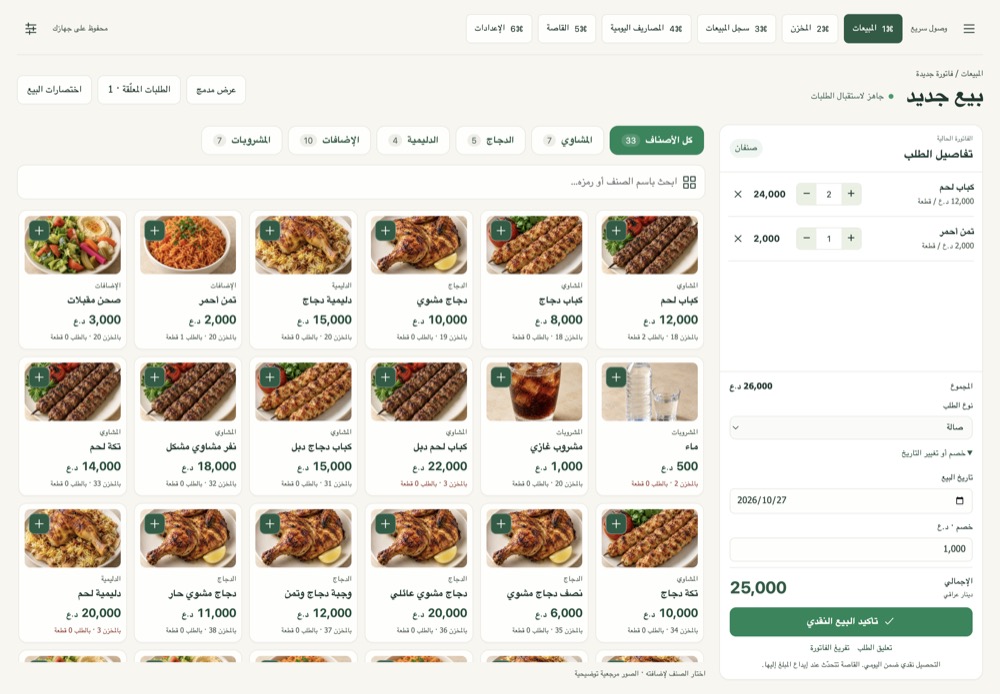 وصول سريع
⌘1 المبيعات
⌘2 المخزن
⌘3 سجل المبيعات
⌘4 المصاريف اليومية
⌘5 القاصة
⌘6 الإعدادات
محفوظ على جهازك
المبيعات / فاتورة جديدة
بيع جديد
جاهز لاستقبال الطلبات
عرض مدمج
الطلبات المعلّقة · 1
اختصارات البيع
الفاتورة الحالية
تفاصيل الطلب
صنفان
كباب لحم
12,000 د.ع / قطعة
+ 2 −
24,000 ×
تمن احمر
2,000 د.ع / قطعة
+ 1 −
2,000 ×
المجموع 26,000 د.ع
نوع الطلب
صالة
▼ خصم أو تغيير التاريخ
تاريخ البيع
2026/10/27
خصم · د.ع
1,000
الإجمالي
دينار عراقي
25,000
تأكيد البيع النقدي
تعليق الطلب تفريغ الفاتورة
التحصيل نقدي ضمن اليومي. القاصة تتحدّث عند إيداع المبلغ إليها.
كل الأصناف 33
المشاوي 7
الدجاج 5
الدليمية 4
الإضافات 10
المشروبات 7
ابحث باسم الصنف أو رمزه...
المشاوي
كباب لحم
12,000 د.ع
بالمخزن 18 · بالطلب 2 قطعة
المشاوي
كباب دجاج
8,000 د.ع
بالمخزن 18 · بالطلب 0 قطعة
الدجاج
دجاج مشوي
10,000 د.ع
بالمخزن 19 · بالطلب 0 قطعة
الدليمية
دليمية دجاج
15,000 د.ع
بالمخزن 20 · بالطلب 0 قطعة
الإضافات
تمن احمر
2,000 د.ع
بالمخزن 20 · بالطلب 1 قطعة
الإضافات
صحن مقبلات
3,000 د.ع
بالمخزن 20 · بالطلب 0 قطعة
المشروبات
ماء
500 د.ع
بالمخزن 2 · بالطلب 0 قطعة
المشروبات
مشروب غازي
1,000 د.ع
بالمخزن 20 · بالطلب 0 قطعة
المشاوي
كباب لحم دبل
22,000 د.ع
بالمخزن 3 · بالطلب 0 قطعة
المشاوي
كباب دجاج دبل
15,000 د.ع
بالمخزن 31 · بالطلب 0 قطعة
المشاوي
نفر مشاوي مشكل
18,000 د.ع
بالمخزن 32 · بالطلب 0 قطعة
المشاوي
تكة لحم
14,000 د.ع
بالمخزن 33 · بالطلب 0 قطعة
المشاوي
تكة دجاج
10,000 د.ع
بالمخزن 34 · بالطلب 0 قطعة
الدجاج
نصف دجاج مشوي
6,000 د.ع
بالمخزن 35 · بالطلب 0 قطعة
الدجاج
دجاج مشوي عائلي
20,000 د.ع
بالمخزن 36 · بالطلب 0 قطعة
الدجاج
وجبة دجاج وتمن
12,000 د.ع
بالمخزن 37 · بالطلب 0 قطعة
الدجاج
دجاج مشوي حار
11,000 د.ع
بالمخزن 38 · بالطلب 0 قطعة
الدليمية
دليمية لحم
20,000 د.ع
بالمخزن 3 · بالطلب 0 قطعة
اختار الصنف لإضافته · الصور مرجعية توضيحية